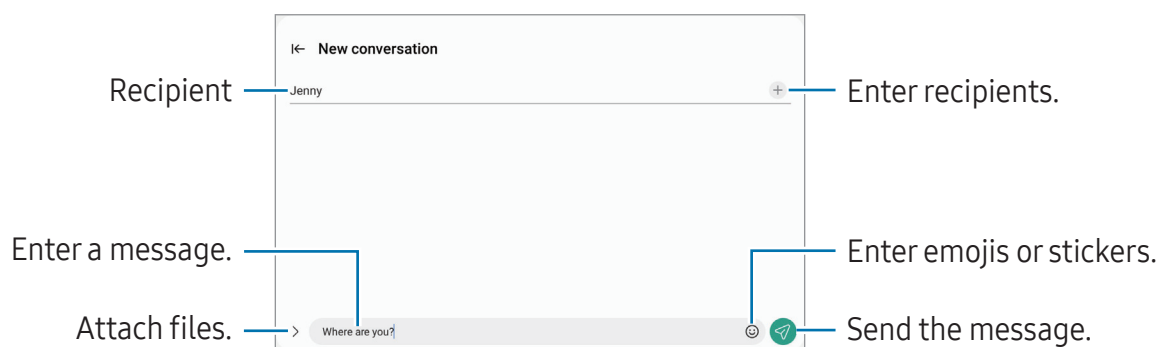 New conversation
Recipient
Jenny
Enter recipients.
Enter a message.
Enter emojis or stickers.
Attach files.
Where are you?
Send the message.